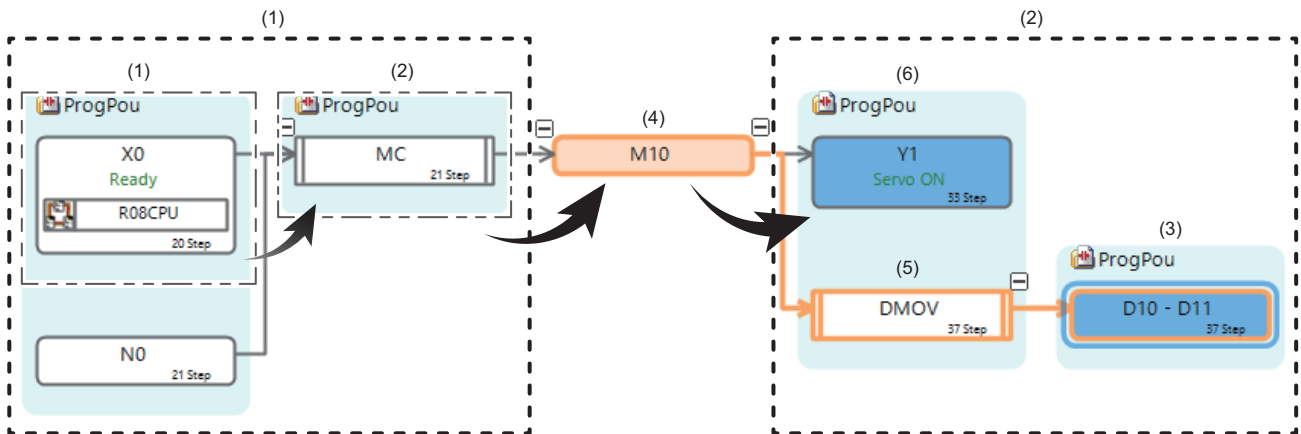 (1)
(2)
(1)
(2)
(6)
ProgPou
ProgPou
ProgPou
(4)
X0
Ready
R08CPU
20 Step
MC
21 Step
M10
Y1
Servo ON
33 Step
(3)
ProgPou
(5)
DMOV
37 Step
D10 - D11
37 Step
N0
21 Step